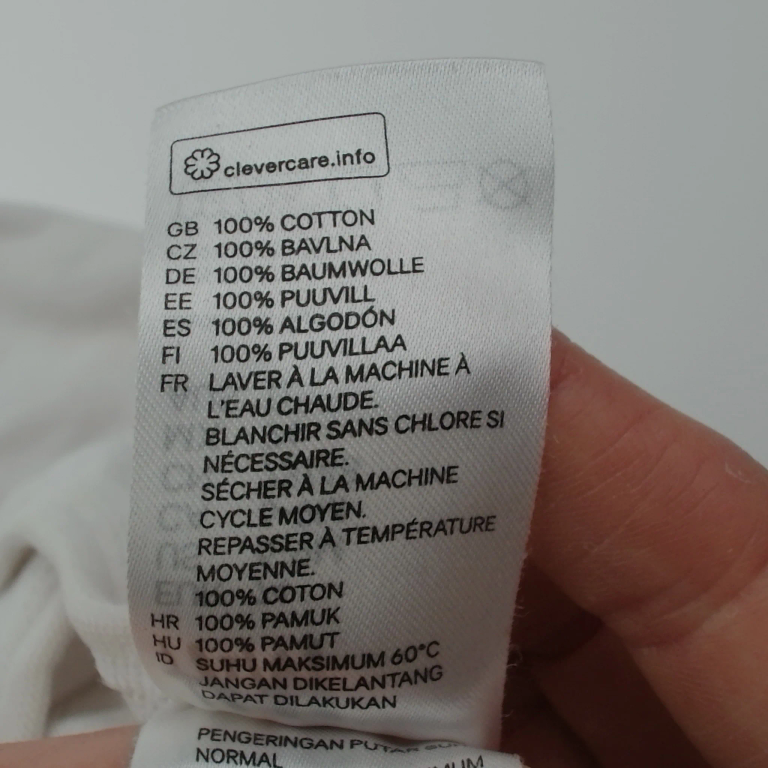 clevercare.info
GB 100% COTTON
CZ 100% BAVLNA
DE 100% BAUMWOLLE
EE 100% PUUVILL
ES 100% ALGODÓN
FI 100% PUUVILLAA
FR LAVER À LA MACHINE À
L'EAU CHAUDE.
BLANCHIR SANS CHLORE SI
NÉCESSAIRE.
SÉCHER À LA MACHINE
CYCLE MOYEN.
REPASSER À TEMPÉRATURE
MOYENNE.
100% COTON
HR 100% PAMUK
HU 100% PAMUT
ID SUHU MAKSIMUM 60°C
JANGAN DIKELANTANG
DAPAT DILAKUKAN
PENGERINGAN PUTAR
NORMAL